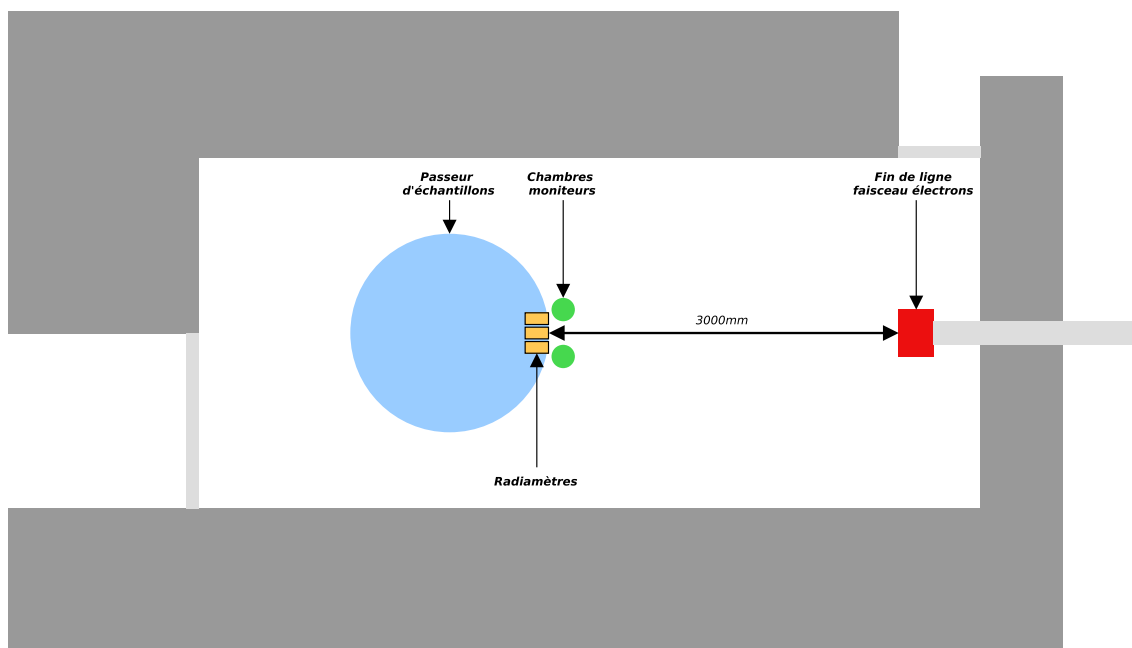 Passeur
d'échantillons
Chambres
moniteurs
Fin de ligne
faisceau électrons
3000mm
Radiamètres